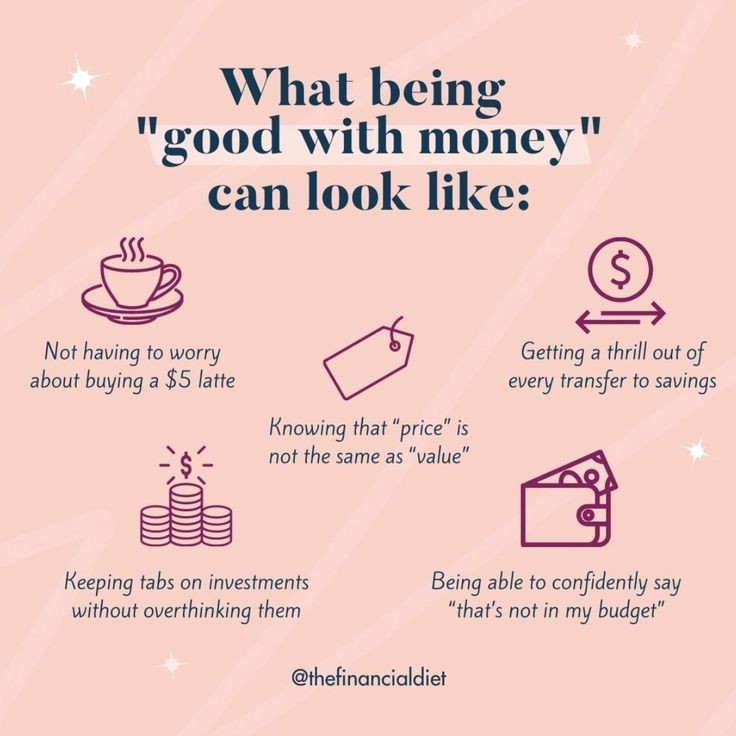 What being
"good with money"
can look like:
Not having to worry
about buying a $5 latte
$
Getting a thrill out of
every transfer to savings
Knowing that “price” is
not the same as “value”
$
Keeping tabs on investments
without overthinking them
Being able to confidently say
“that’s not in my budget”
@thefinancialdiet